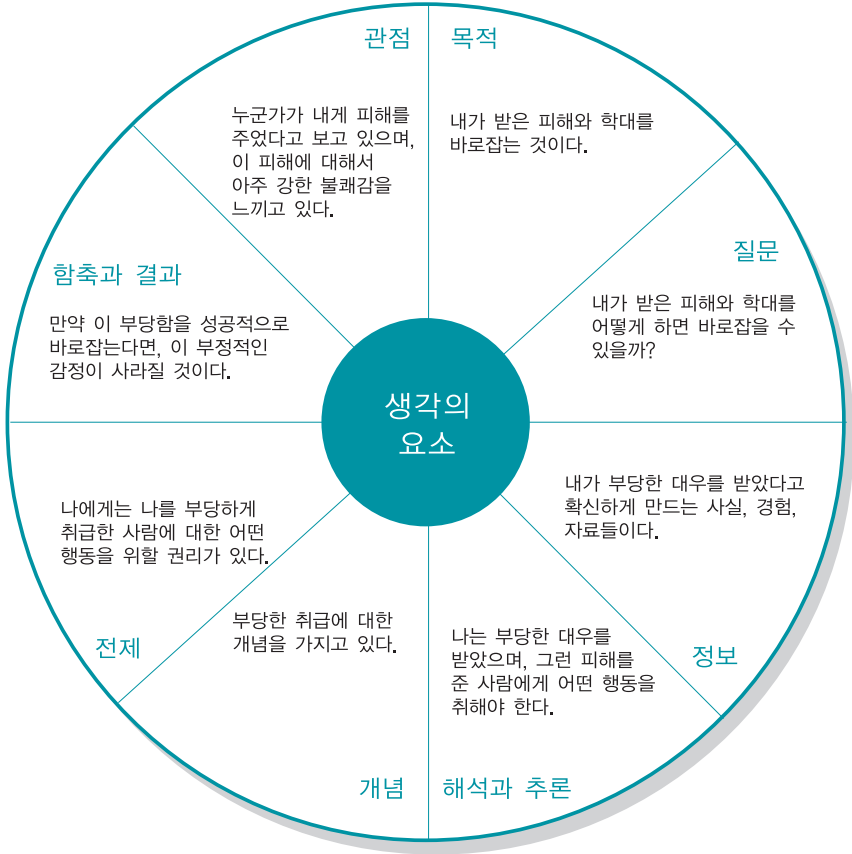 관점
누군가가 내게 피해를
주었다고 보고 있으며,
이 피해에 대해서
아주 강한 불쾌감을
느끼고 있다.
목적
내가 받은 피해와 학대를
바로잡는 것이다.
질문
내가 받은 피해와 학대를
어떻게 하면 바로잡을 수
있을까?
내가 부당한 대우를 받았다고
확신하게 만드는 사실, 경험,
자료들이다.
정보
나는 부당한 대우를
받았으며, 그런 피해를
준 사람에게 어떤 행동을
취해야 한다.
해석과 추론
부당한 취급에 대한
개념을 가지고 있다.
개념
나에게는 나를 부당하게
취급한 사람에 대한 어떤
행동을 위할 권리가 있다.
전제
함축과 결과
만약 이 부당함을 성공적으로
바로잡는다면, 이 부정적인
감정이 사라질 것이다.
생각의
요소